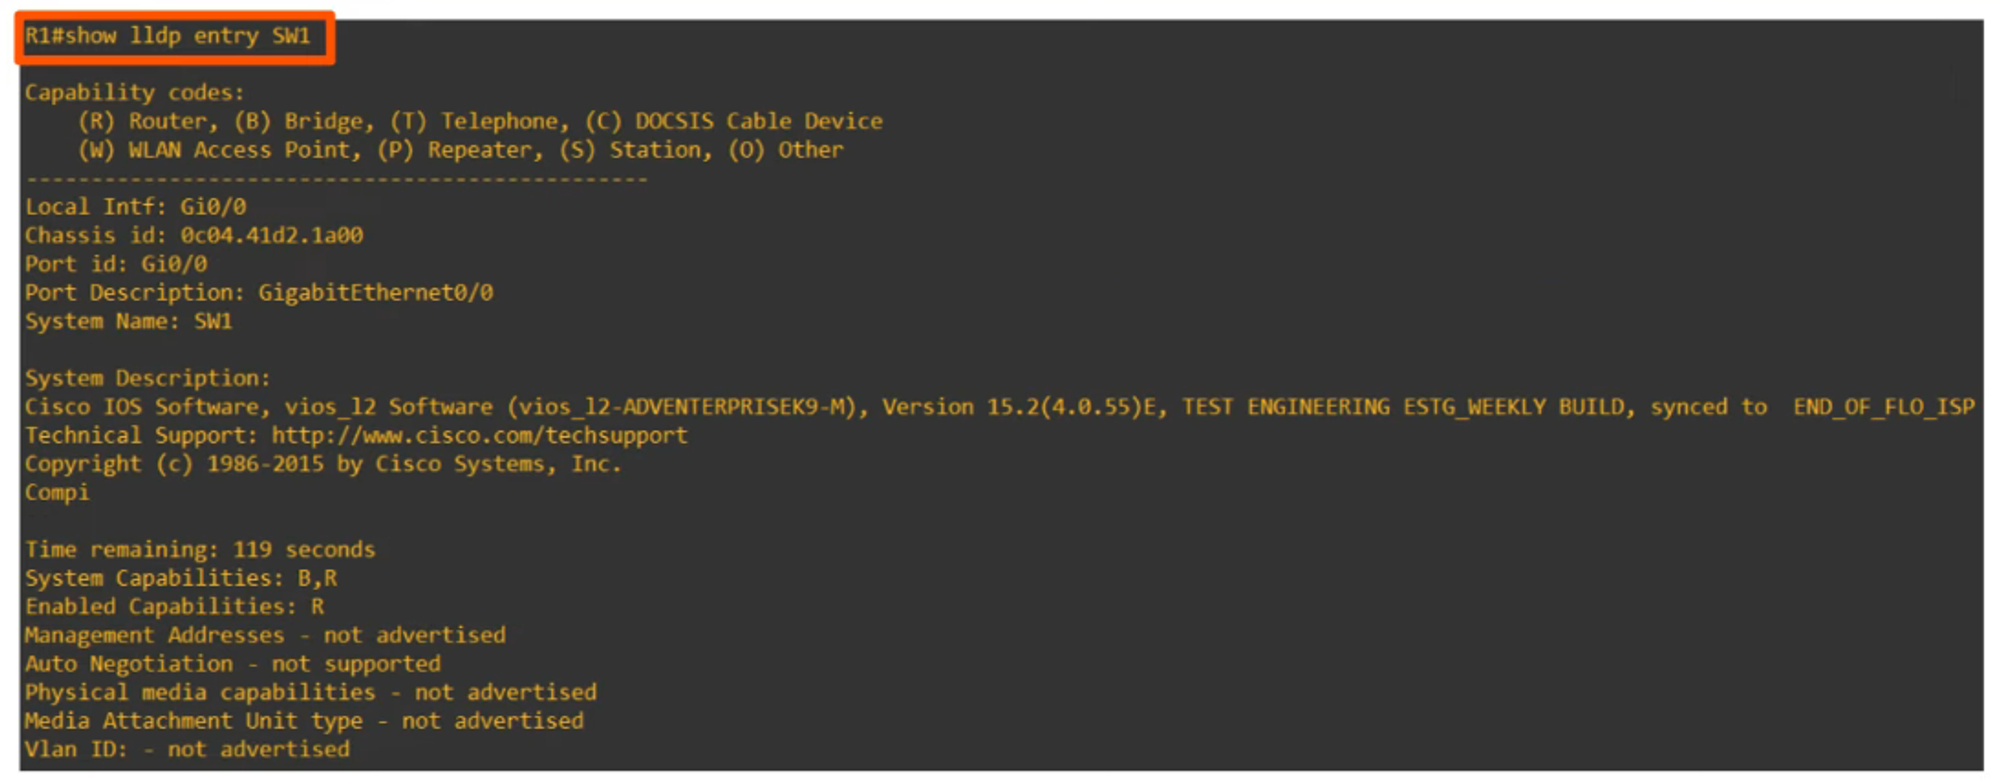 R1#show lldp entry SW1
Capability codes:
(R) Router, (B) Bridge, (T) Telephone, (C) DOCSIS Cable Device
(W) WLAN Access Point, (P) Repeater, (S) Station, (O) Other
------------------------------------------------
Local Intf: Gi0/0
Chassis id: 0c04.41d2.1a00
Port id: Gi0/0
Port Description: GigabitEthernet0/0
System Name: SW1
System Description:
Cisco IOS Software, vios_l2 Software (vios_l2-ADVENTERPRISEK9-M), Version 15.2(4.0.55)E, TEST ENGINEERING ESTG_WEEKLY BUILD, synced to  END_OF_FLO_ISP
Technical Support: http://www.cisco.com/techsupport
Copyright (c) 1986-2015 by Cisco Systems, Inc.
Compi
Time remaining: 119 seconds
System Capabilities: B,R
Enabled Capabilities: R
Management Addresses - not advertised
Auto Negotiation - not supported
Physical media capabilities - not advertised
Media Attachment Unit type - not advertised
Vlan ID: - not advertised